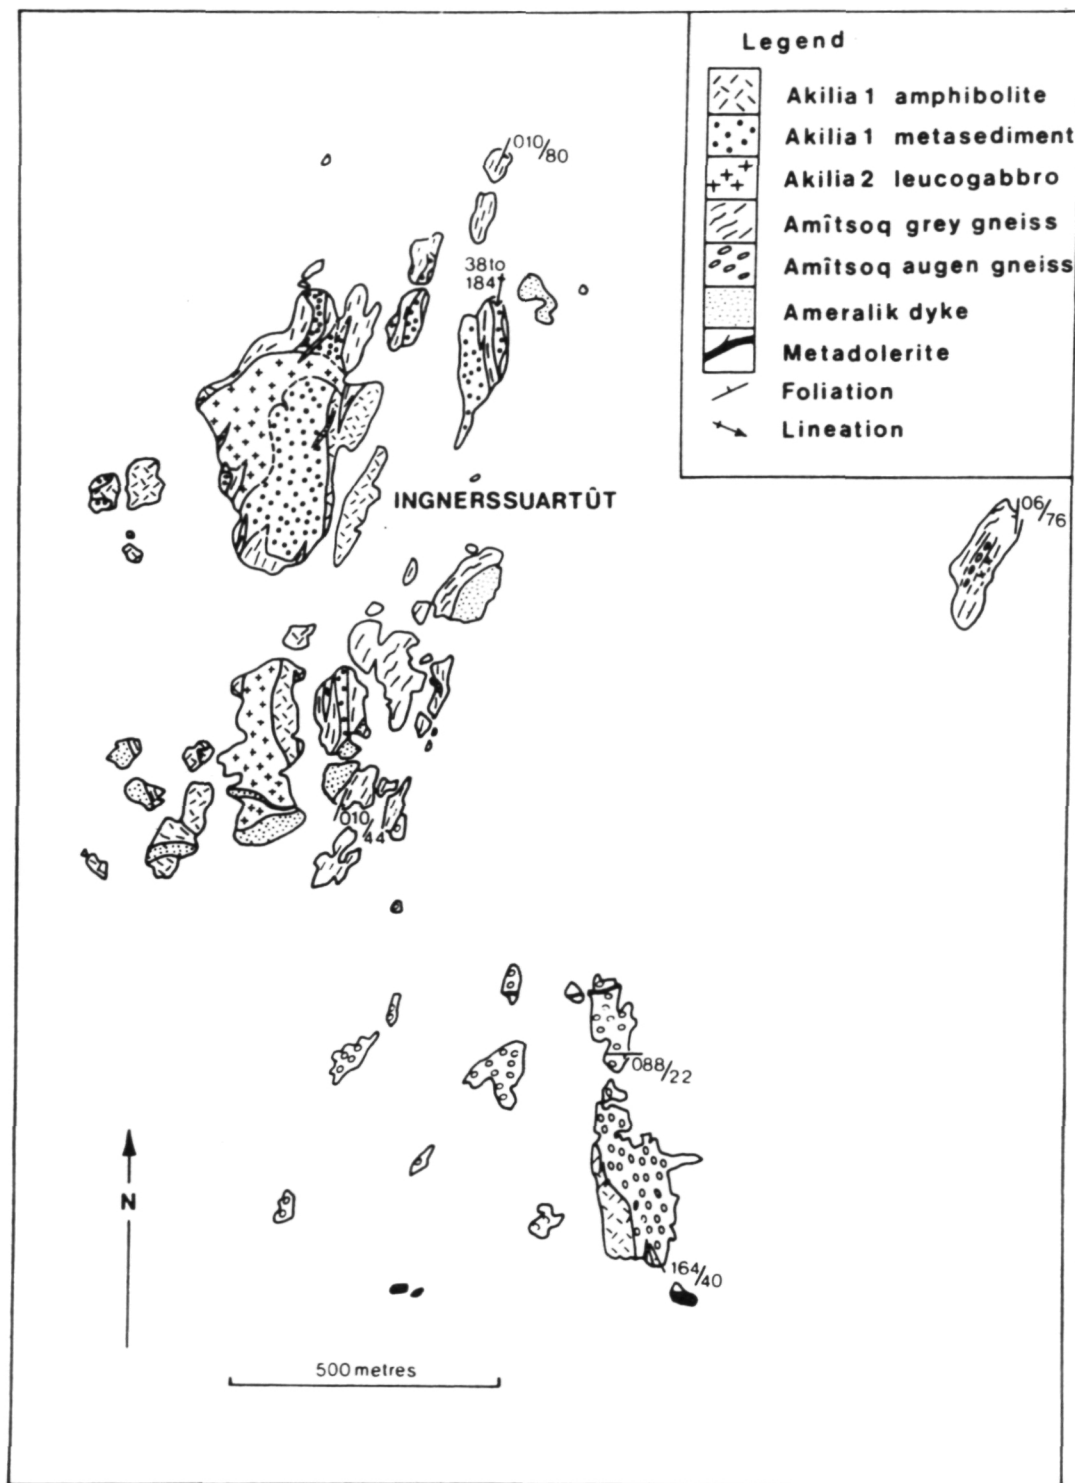 Legend
Akilia 1 amphibolite
Akilia 1 metasediment
Akilia 2 leucogabbro
Amîtsoq grey gneiss
Amîtsoq augen gneiss
Ameralik dyke
Metadolerite
Foliation
Lineation
010/80
38 to
184
INGNERSSUARTÛT
06/76
010/44
088/22
N
164/40
500 metres